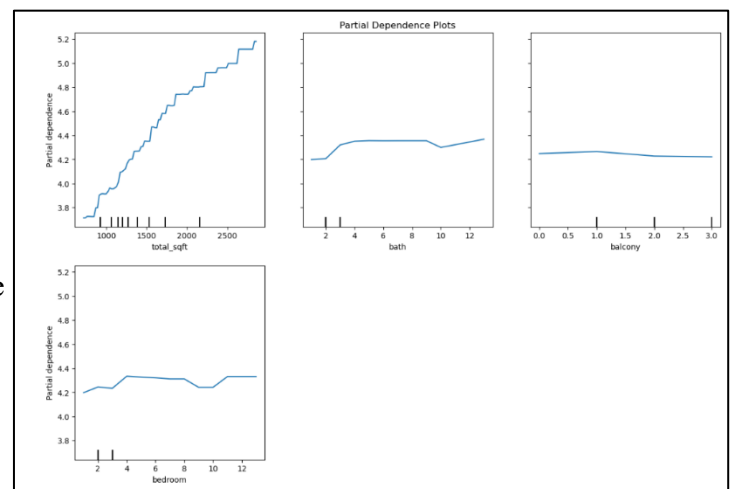 Partial Dependence Plots
Partial dependence
5.2
5.0
4.8
4.6
4.4
4.2
4.0
3.8
1000 1500 2000 2500
total_sqft
2 4 6 8 10 12
bath
0.0 0.5 1.0 1.5 2.0 2.5 3.0
balcony
e
Partial dependence
5.2
5.0
4.8
4.6
4.4
4.2
4.0
3.8
2 4 6 8 10 12
bedroom